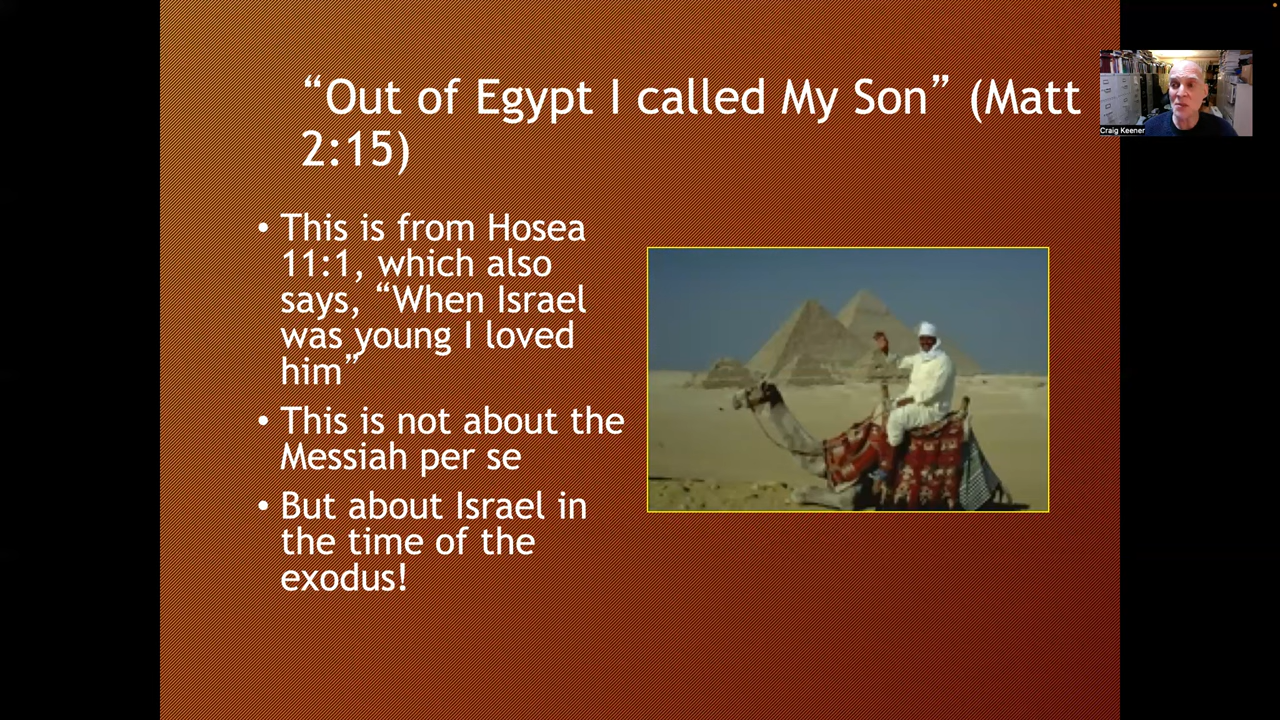 “Out of Egypt I called My Son” (Matt
2:15)
• This is from Hosea
11:1, which also
says, “When Israel
was young I loved
him”
• This is not about the
Messiah per se
• But about Israel in
the time of the
exodus!
Craig Keener